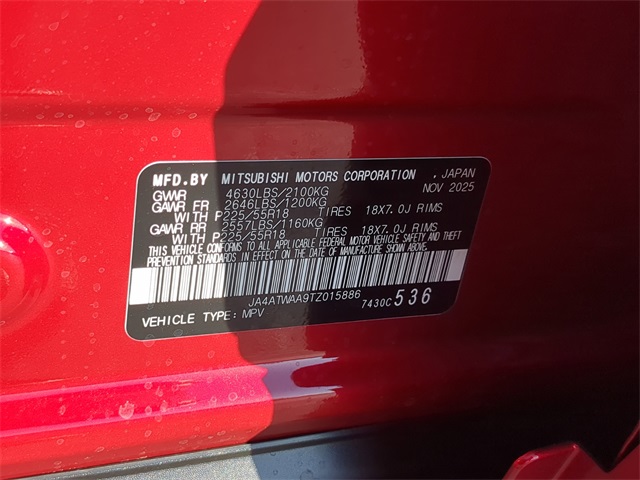 MFD.BY MITSUBISHI MOTORS CORPORATION , JAPAN
GVWR 4630LBS/2100KG NOV 2025
GAWR FR 2646LBS/1200KG
WITH P225/55R18 TIRES 18X7.0J RIMS
GAWR RR 2557LBS/1160KG
WITH P225/55R18 TIRES 18X7.0J RIMS
THIS VEHICLE CONFORMS TO ALL APPLICABLE FEDERAL MOTOR VEHICLE SAFETY AND
THEFT PREVENTION STANDARDS IN EFFECT ON THE DATE OF MANUFACTURE SHOWN ABOVE.
JA4ATWAA9TZ015886 7430C 536
VEHICLE TYPE: MPV